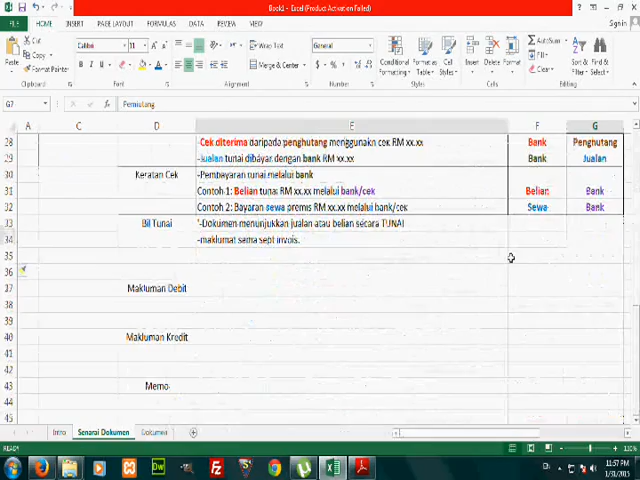 Book1 - Excel (Product Activation Failed)
FILE HOME INSERT PAGE LAYOUT FORMULAS DATA REVIEW VIEW Sign in
Cut
Copy
Format Painter
Paste
Calibri 11
B I U
Wrap Text
Merge & Center
General
$ %
Conditional Formatting
Format as Table
Cell Styles
Insert Delete Format
AutoSum
Fill
Clear
Sort & Filter
Find & Select
Clipboard Font Alignment Number Styles Cells Editing
G7 Pemiutang
A C D E F G
28 -Cek diterima daripada penghutang menggunakn cek RM xx.xx Bank Penghutang
29 -Jualan tunai dibayar dengan bank RM xx.xx Bank Jualan
30 Keratan Cek -Pembayaran tunai melalui bank
31 Contoh 1: Belian tunai RM xx.xx melalui bank/cek Belian Bank
32 Contoh 2: Bayaran sewa premis RM xx.xx melalui bank/cek Sewa Bank
33 Bil Tunai '-Dokumen menunjukkan jualan atau belian secara TUNAI
34 -maklumat sama sept invois.
35
36
37 Makluman Debit
38
39
40 Makluman Kredit
41
42
43 Memo
44
45
Intro Senarai Dokumen Dokumen
READY 130%
11:57 PM
1/31/2015